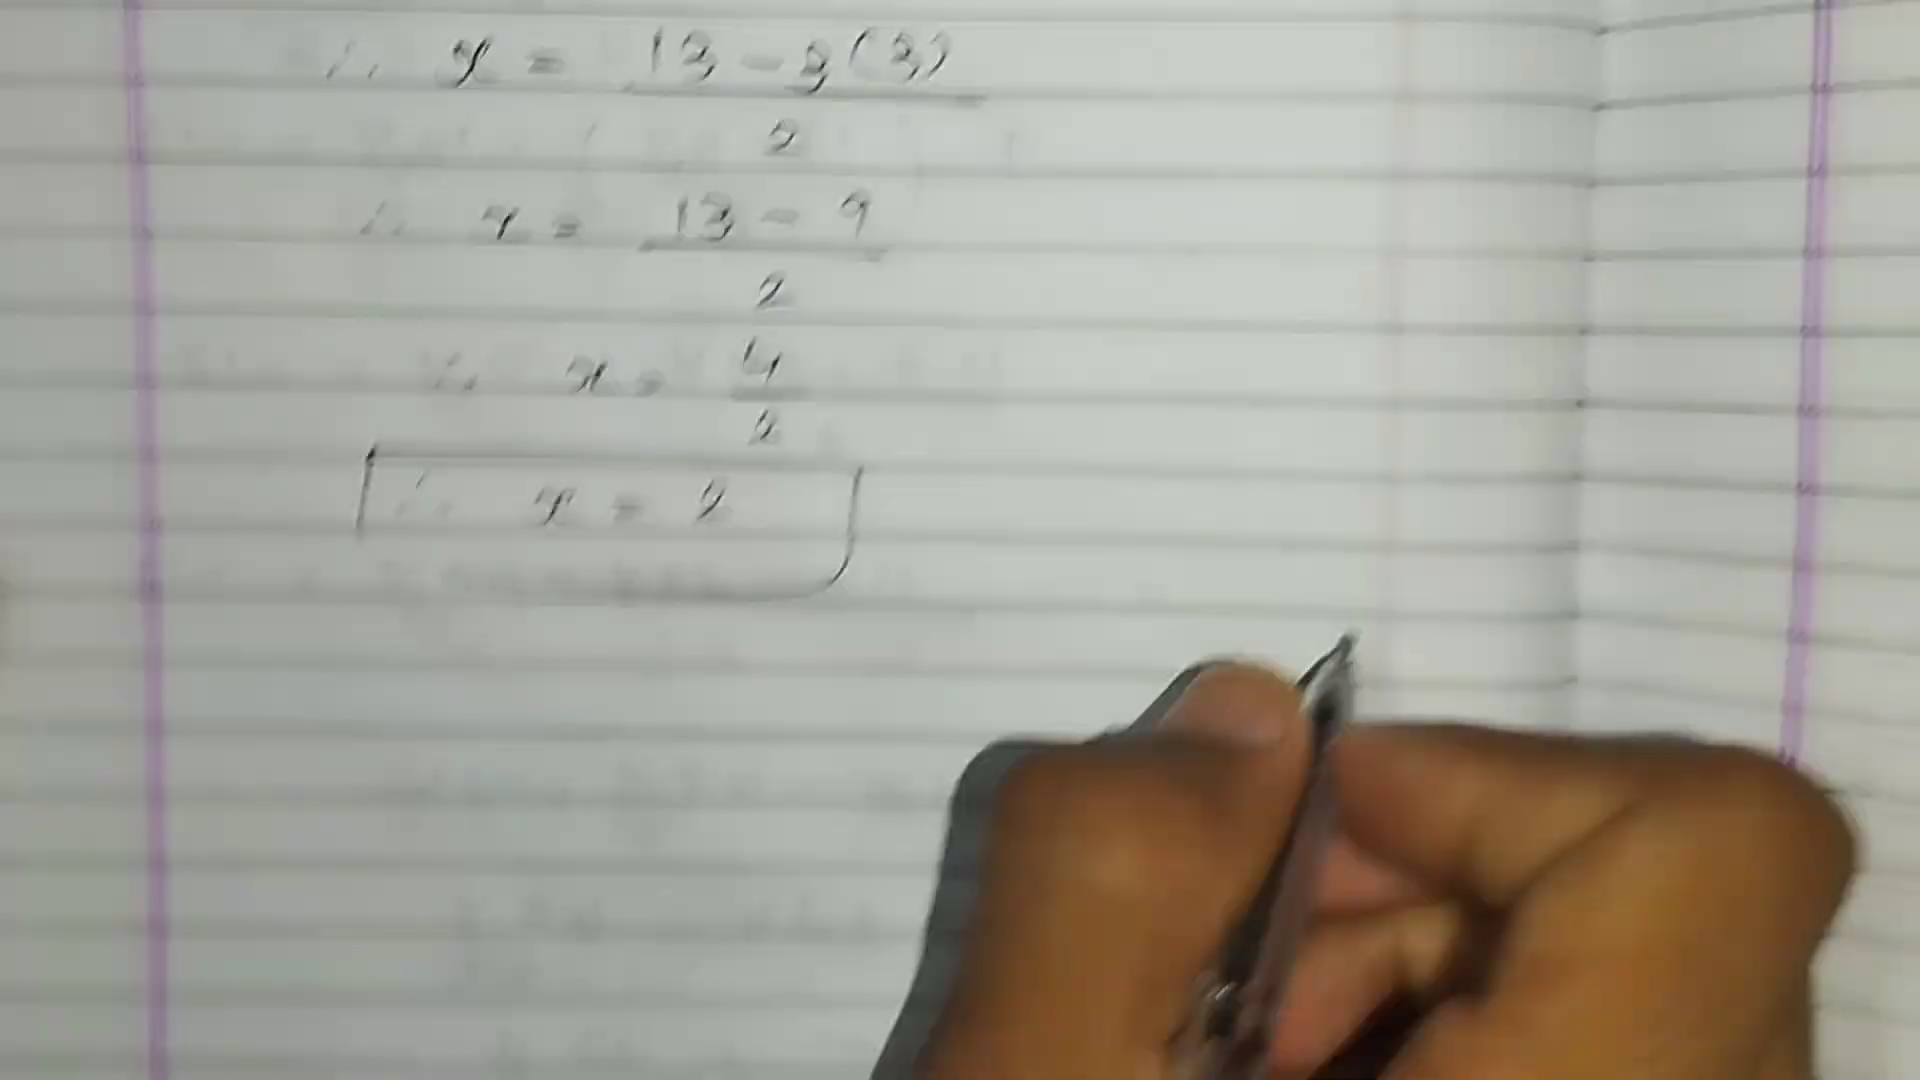 ∴ x = 13 - 3(3) / 2
∴ x = 13 - 9 / 2
∴ x = 4 / 2
∴ x = 2